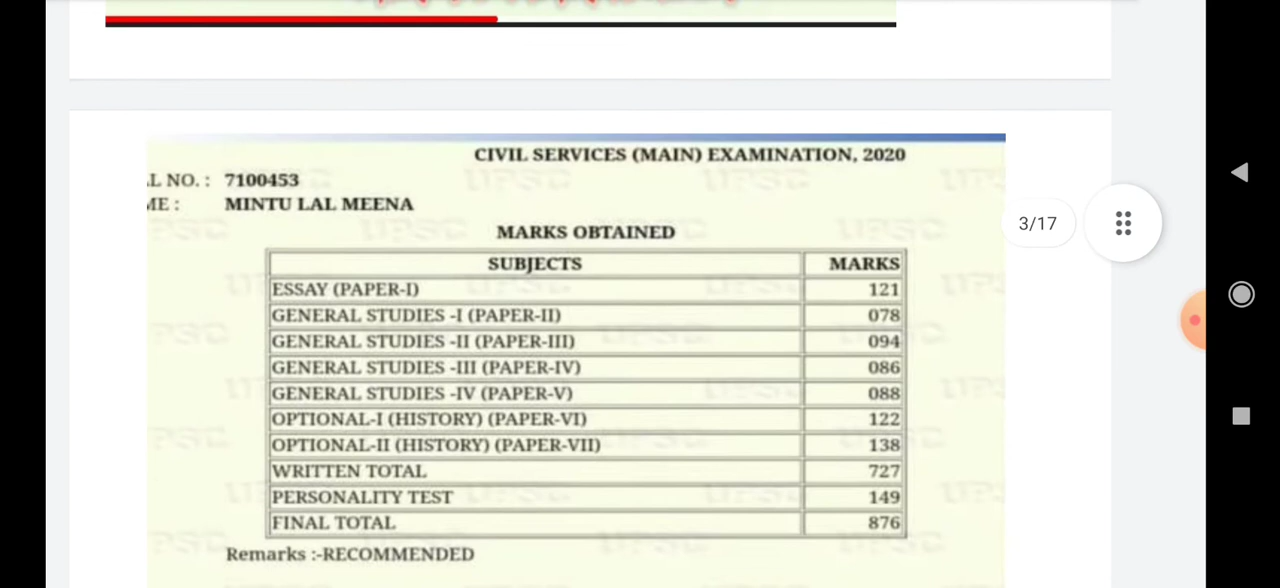 CIVIL SERVICES (MAIN) EXAMINATION, 2020
L NO. : 7100453
ME : MINTU LAL MEENA
MARKS OBTAINED
SUBJECTS MARKS
3/17
ESSAY (PAPER-I) 121
GENERAL STUDIES -I (PAPER-II) 078
GENERAL STUDIES -II (PAPER-III) 094
GENERAL STUDIES -III (PAPER-IV) 086
GENERAL STUDIES -IV (PAPER-V) 088
OPTIONAL-I (HISTORY) (PAPER-VI) 122
OPTIONAL-II (HISTORY) (PAPER-VII) 138
WRITTEN TOTAL 727
PERSONALITY TEST 149
FINAL TOTAL 876
Remarks :-RECOMMENDED